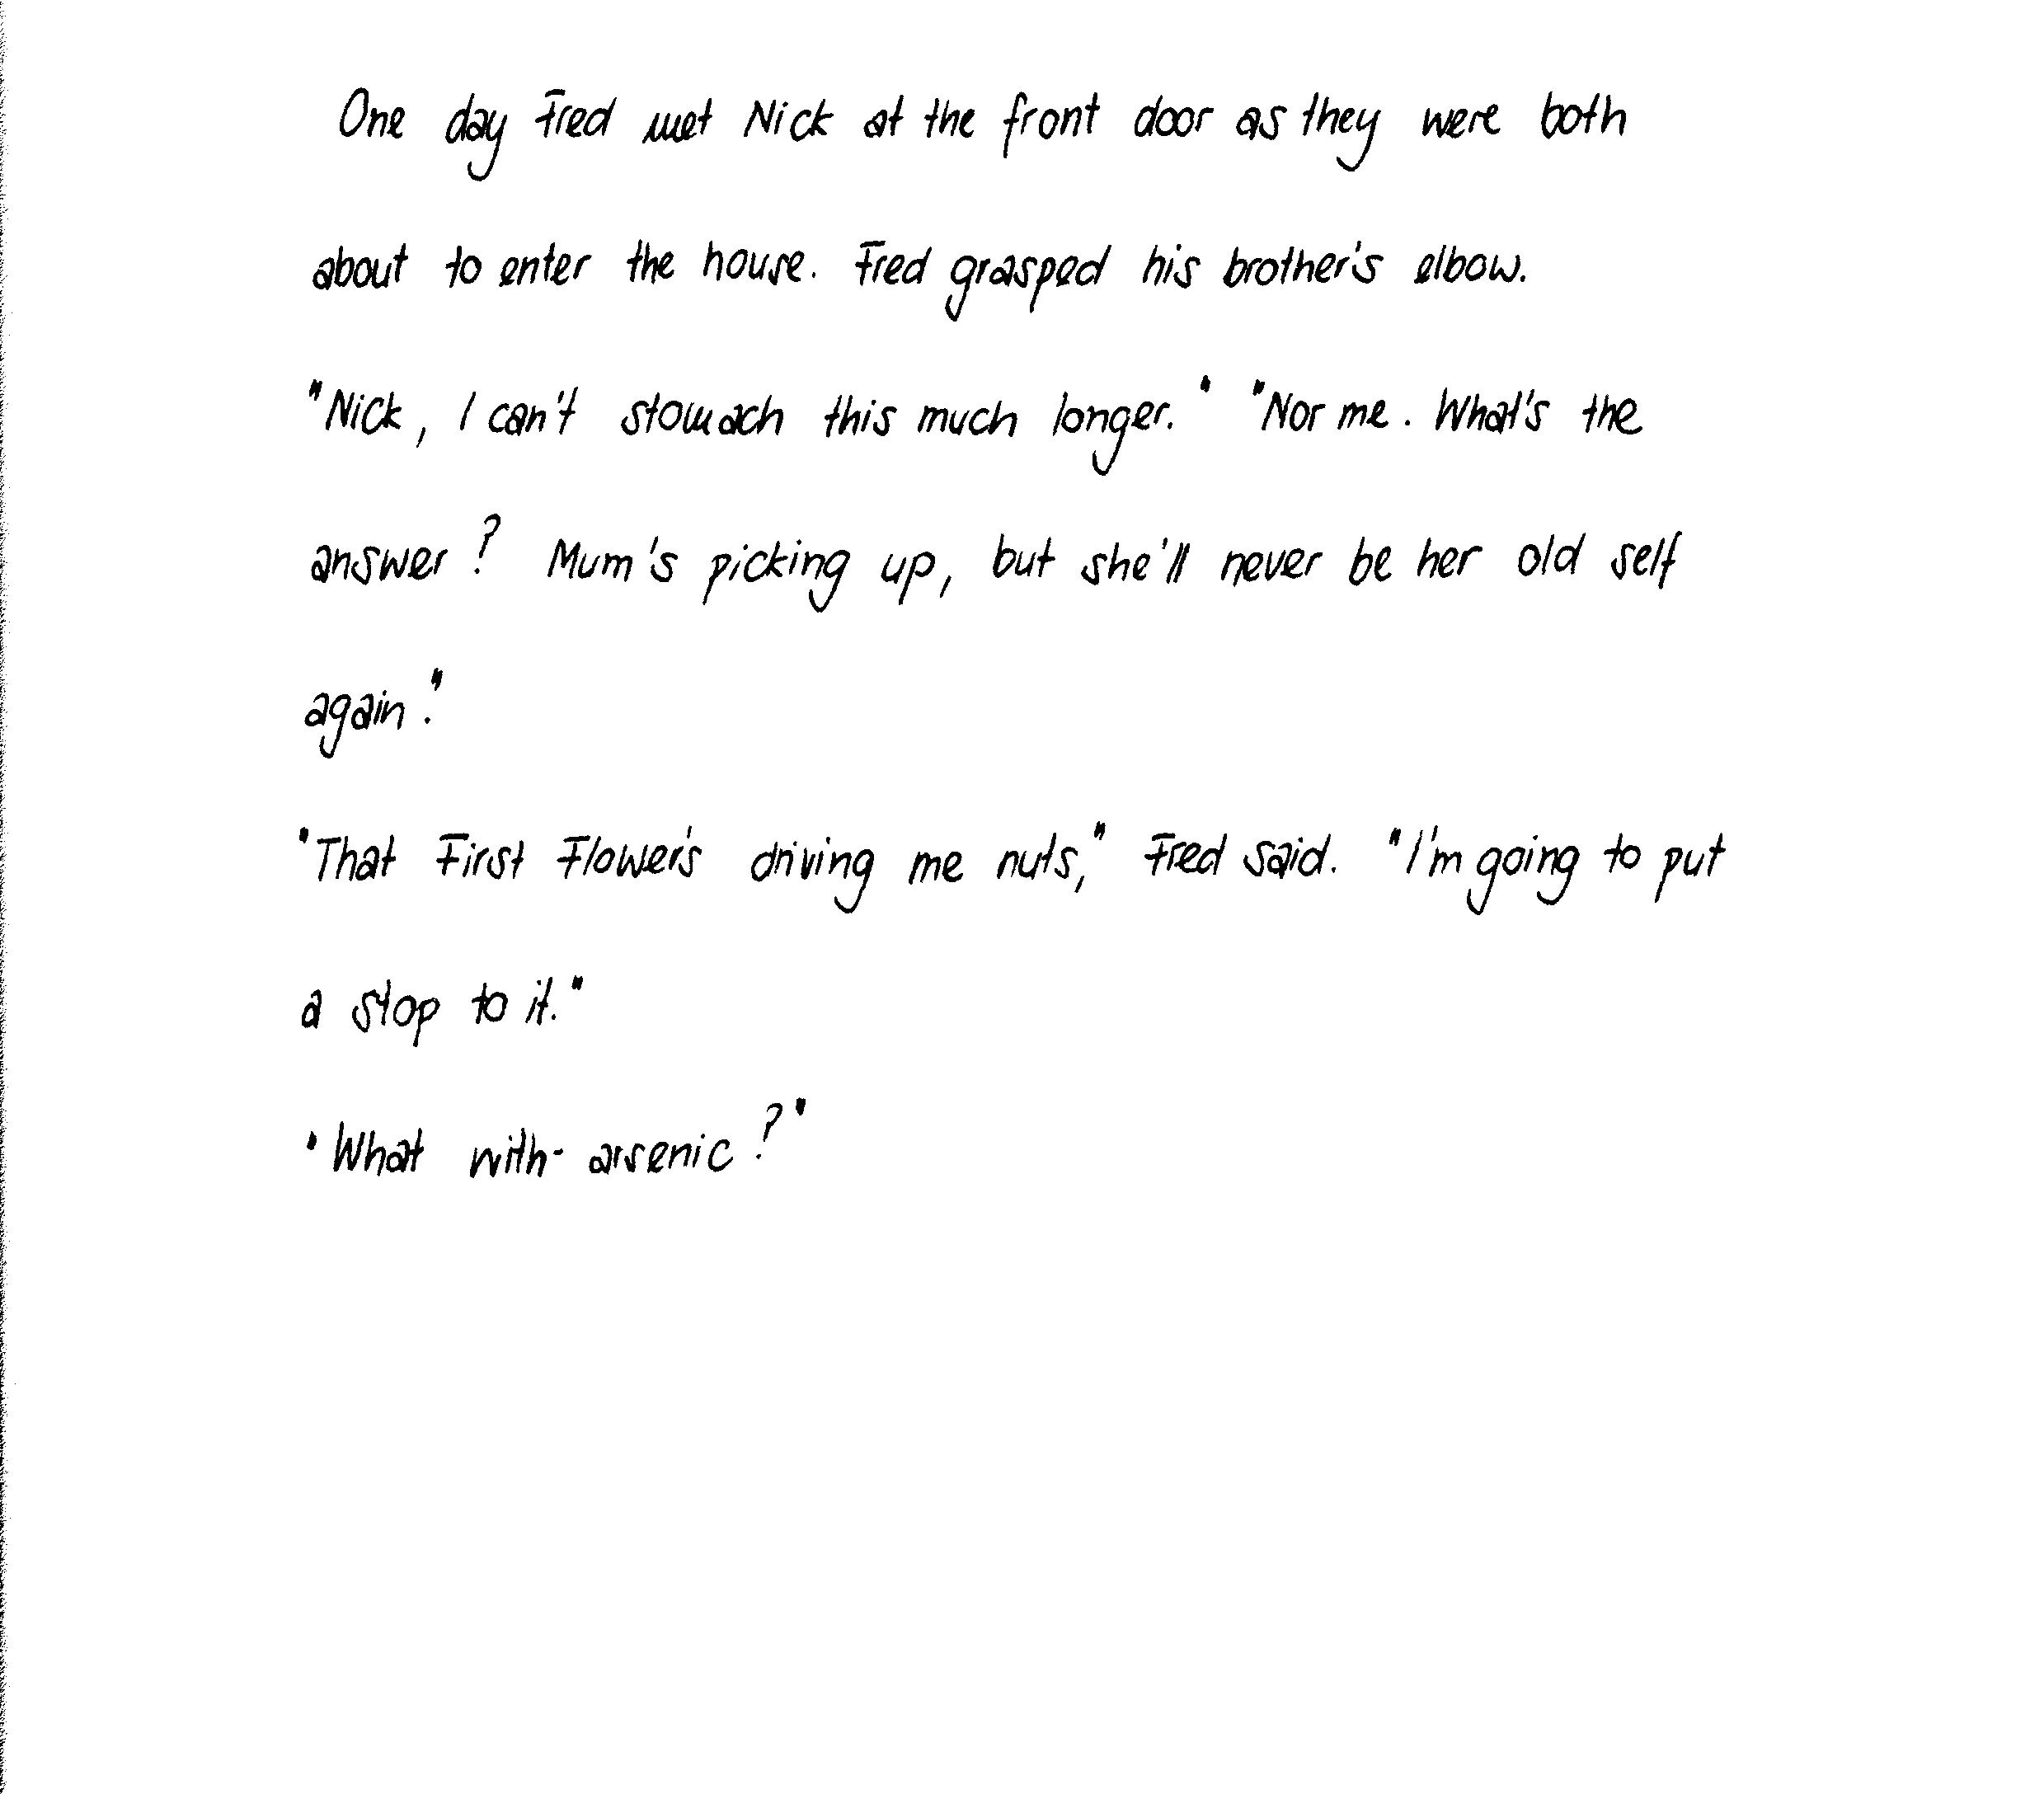 One day Fred met Nick at the front door as they were both
about to enter the house. Fred grasped his brother's elbow.
"Nick, I can't stomach this much longer." "Nor me. What's the
answer? Mum's picking up, but she'll never be her old self
again."
"That First Flower's driving me nuts," Fred said. "I'm going to put
a stop to it."
"What with - arsenic?"